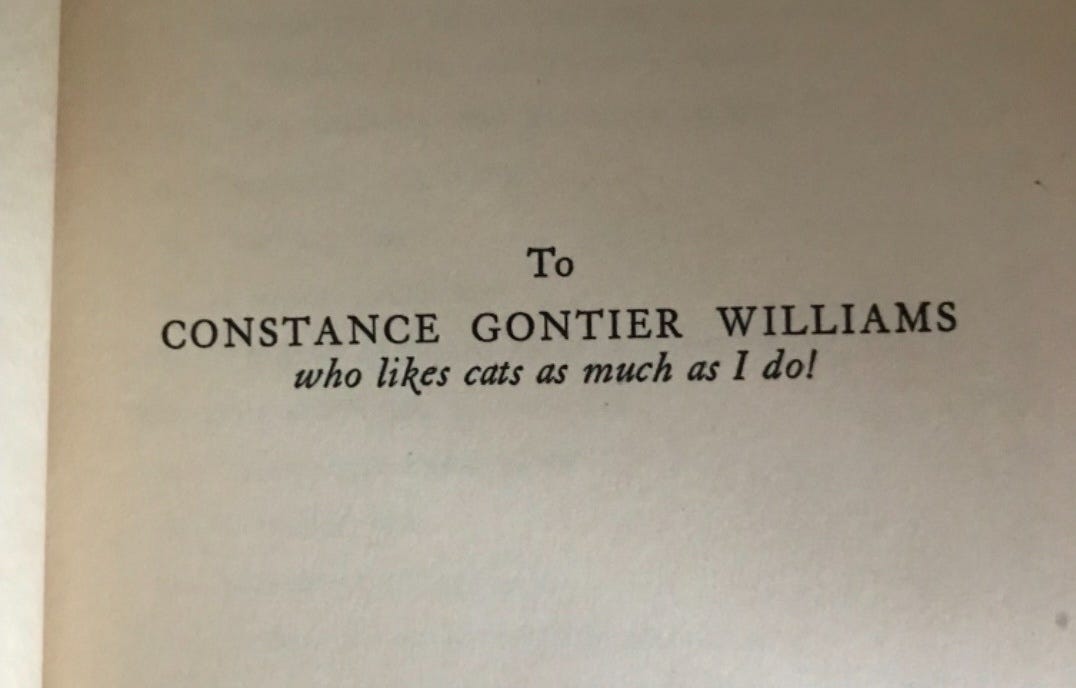 To
CONSTANCE GONTIER WILLIAMS
who likes cats as much as I do!